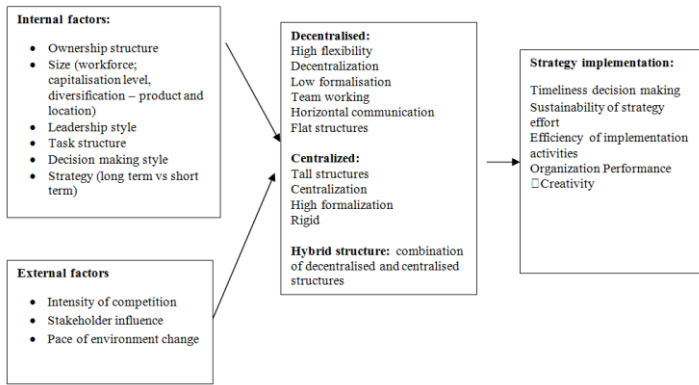 Internal factors:
• Ownership structure
• Size (workforce;
capitalisation level,
diversification – product and
location)
• Leadership style
• Task structure
• Decision making style
• Strategy (long term vs short
term)
External factors
• Intensity of competition
• Stakeholder influence
• Pace of environment change
Decentralised:
High flexibility
Decentralization
Low formalisation
Team working
Horizontal communication
Flat structures
Centralized:
Tall structures
Centralization
High formalization
Rigid
Hybrid structure: combination
of decentralised and centralised
structures
Strategy implementation:
Timeliness decision making
Sustainability of strategy
effort
Efficiency of implementation
activities
Organization Performance
Creativity